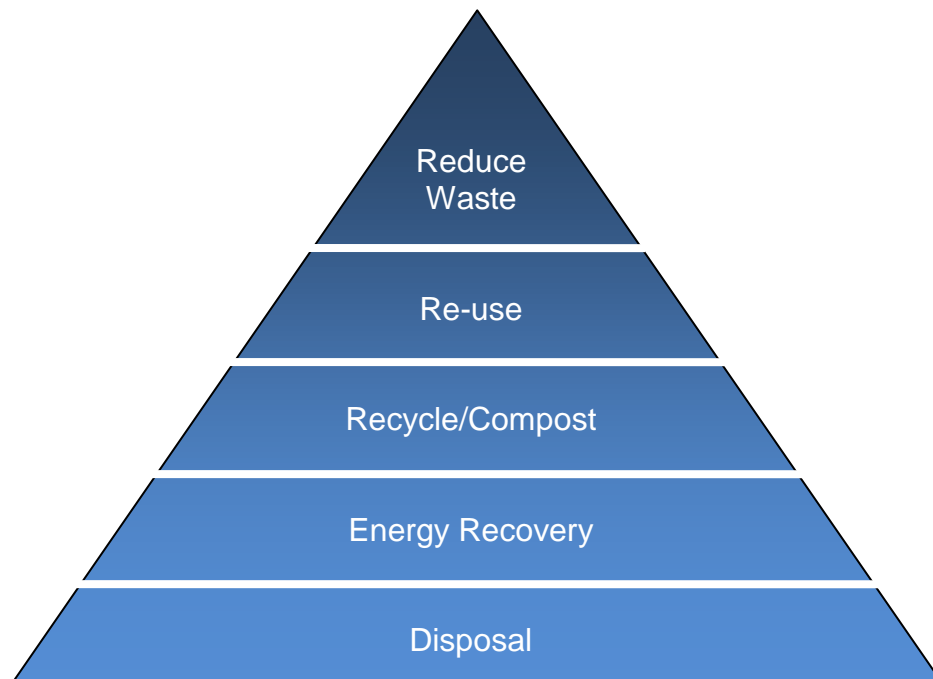 Reduce
Waste
Re-use
Recycle/Compost
Energy Recovery
Disposal